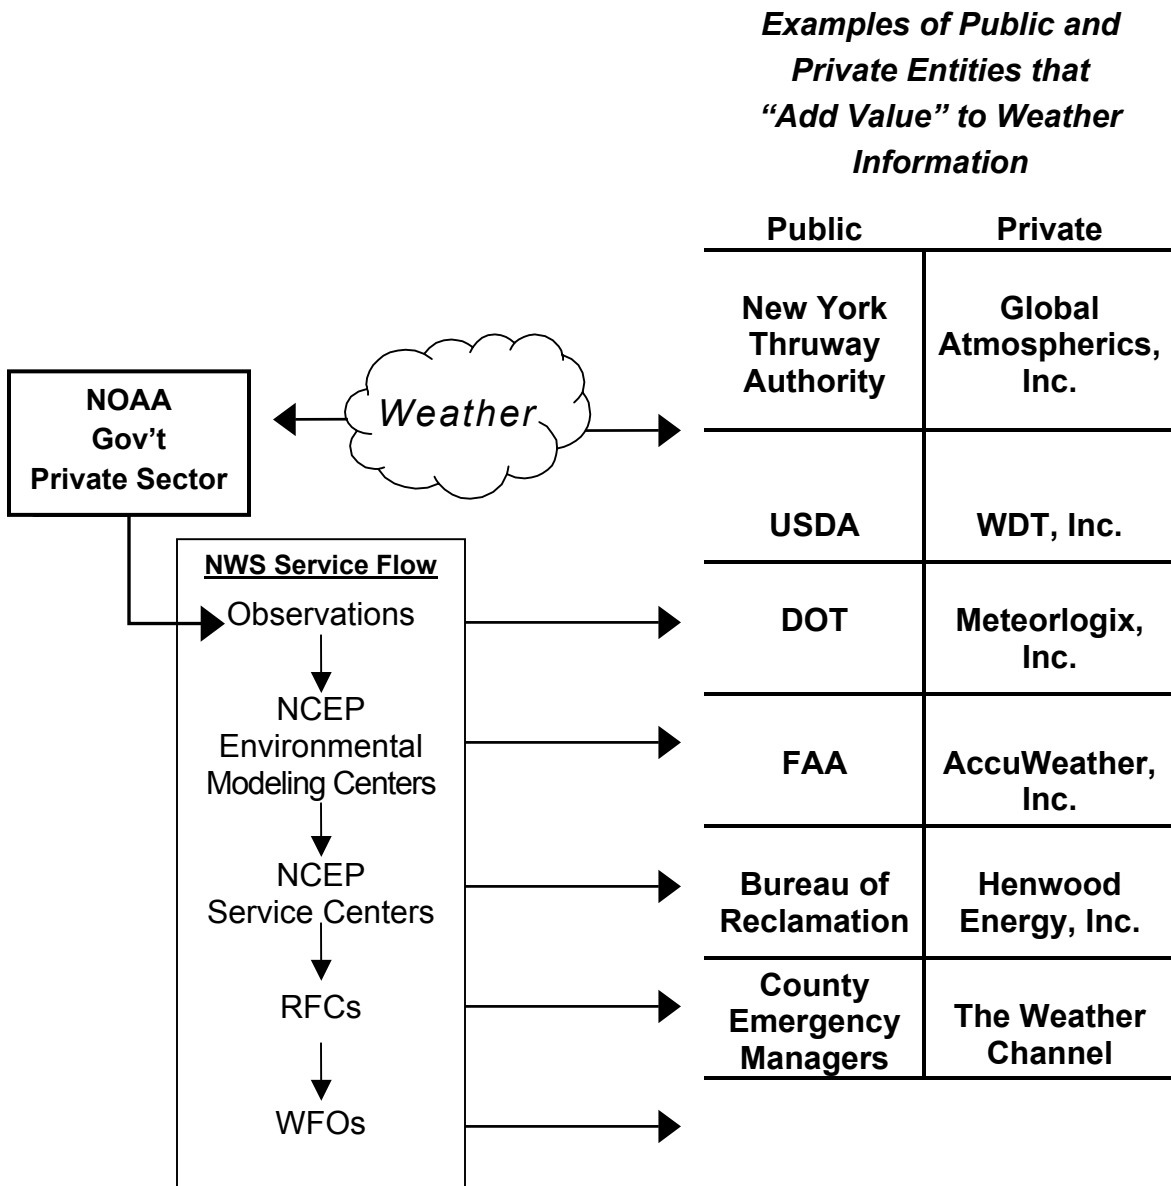 Examples of Public and
Private Entities that
“Add Value” to Weather
Information
Public Private
New York
Thruway
Authority
Global
Atmospherics,
Inc.
Weather
NOAA
Gov’t
Private Sector
USDA
WDT, Inc.
NWS Service Flow
Observations
DOT
Meteorlogix,
Inc.
NCEP
Environmental
Modeling Centers
FAA
AccuWeather,
Inc.
NCEP
Service Centers
Bureau of
Reclamation
Henwood
Energy, Inc.
RFCs
County
Emergency
Managers
The Weather
Channel
WFOs